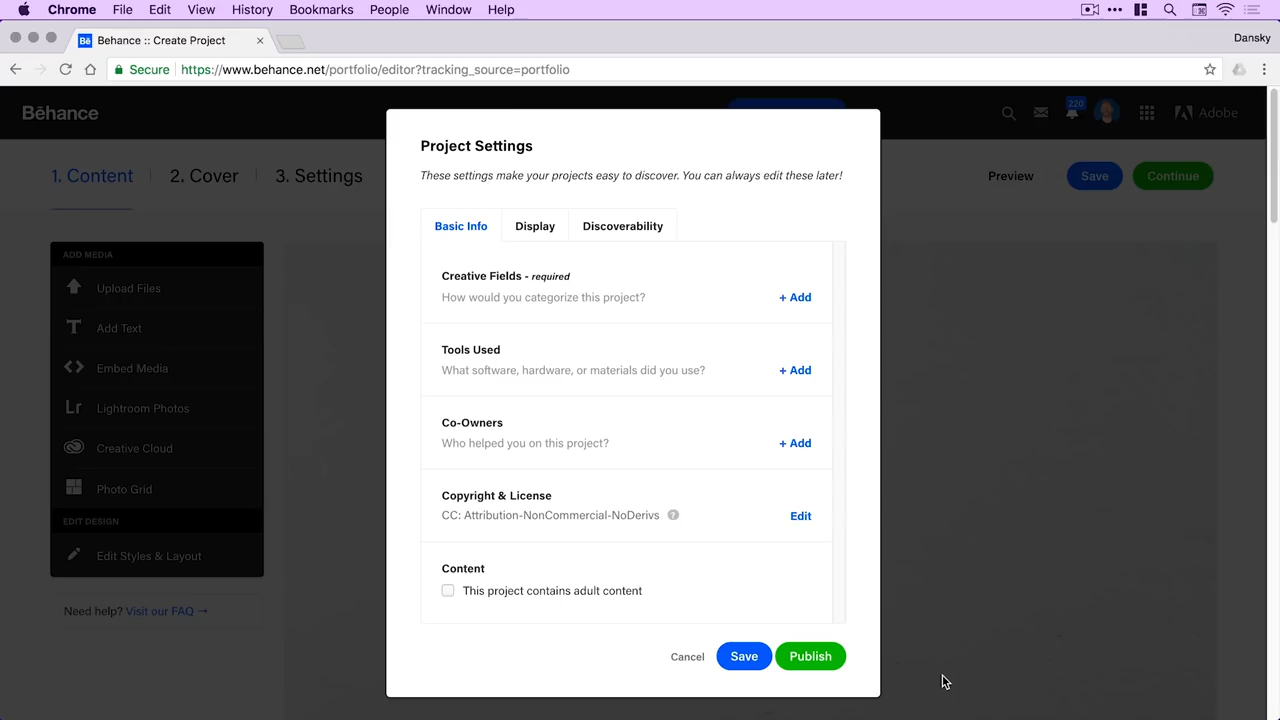 Chrome File Edit View History Bookmarks People Window Help
Bē Behance :: Create Project ×
Dansky
Secure https://www.behance.net/portfolio/editor?tracking_source=portfolio
Bēhance
220
Adobe
1. Content 2. Cover 3. Settings
Preview Save Continue
ADD MEDIA
Upload Files
Add Text
Embed Media
Lr Lightroom Photos
Creative Cloud
Photo Grid
EDIT DESIGN
Edit Styles & Layout
Need help? Visit our FAQ →
Project Settings
These settings make your projects easy to discover. You can always edit these later!
Basic Info Display Discoverability
Creative Fields - required
How would you categorize this project? + Add
Tools Used
What software, hardware, or materials did you use? + Add
Co-Owners
Who helped you on this project? + Add
Copyright & License
CC: Attribution-NonCommercial-NoDerivs ? Edit
Content
This project contains adult content
Cancel Save Publish